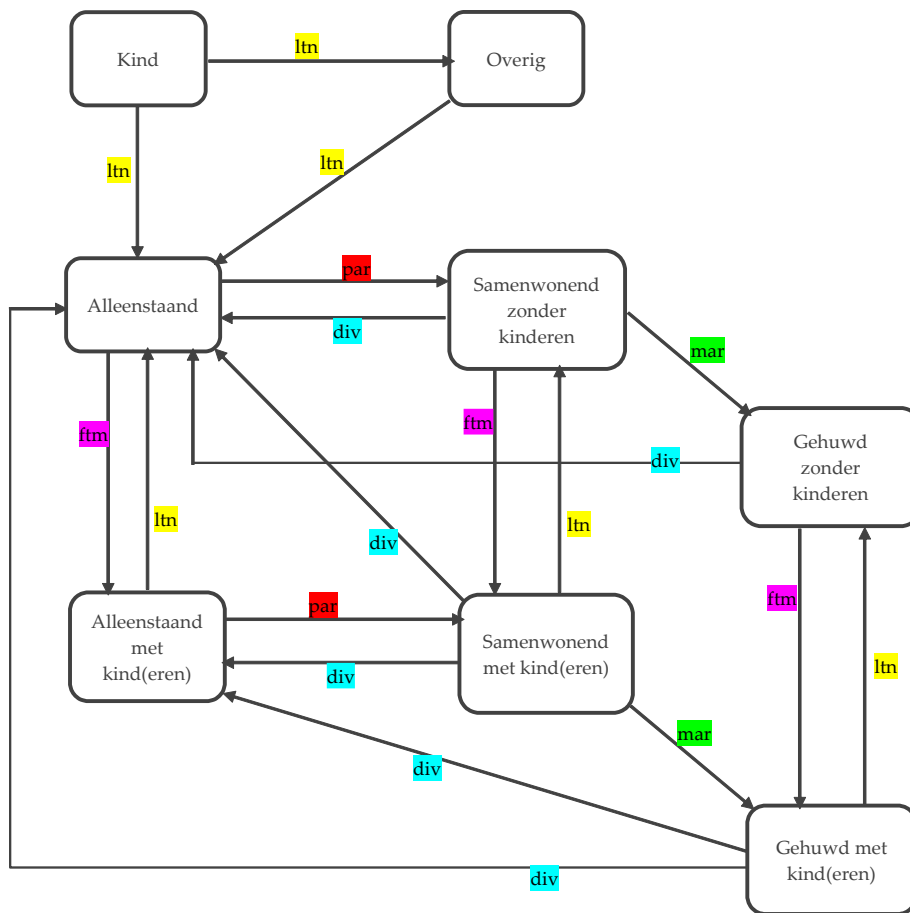 Kind
ltn
Overig
ltn
ltn
Alleenstaand
par
div
Samenwonend
zonder
kinderen
mar
ftm
ftm
Gehuwd
zonder
kinderen
div
ltn
div
ltn
ftm
Alleenstaand
met
kind(eren)
par
div
Samenwonend
met kind(eren)
ltn
mar
div
Gehuwd met
kind(eren)
div